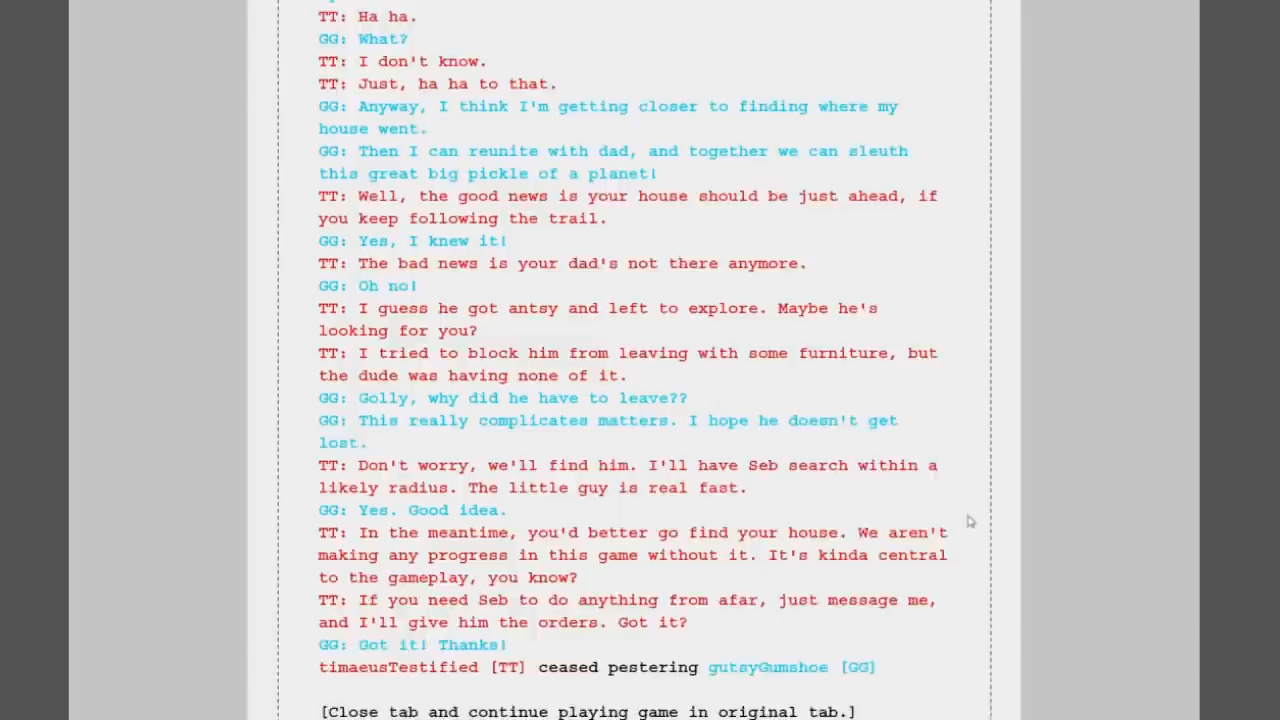 TT: Ha ha.
GG: What?
TT: I don't know.
TT: Just, ha ha to that.
GG: Anyway, I think I'm getting closer to finding where my
house went.
GG: Then I can reunite with dad, and together we can sleuth
this great big pickle of a planet!
TT: Well, the good news is your house should be just ahead, if
you keep following the trail.
GG: Yes, I knew it!
TT: The bad news is your dad's not there anymore.
GG: Oh no!
TT: I guess he got antsy and left to explore. Maybe he's
looking for you?
TT: I tried to block him from leaving with some furniture, but
the dude was having none of it.
GG: Golly, why did he have to leave??
GG: This really complicates matters. I hope he doesn't get
lost.
TT: Don't worry, we'll find him. I'll have Seb search within a
likely radius. The little guy is real fast.
GG: Yes. Good idea.
TT: In the meantime, you'd better go find your house. We aren't
making any progress in this game without it. It's kinda central
to the gameplay, you know?
TT: If you need Seb to do anything from afar, just message me,
and I'll give him the orders. Got it?
GG: Got it! Thanks!
timaeusTestified [TT] ceased pestering gutsyGumshoe [GG]
[Close tab and continue playing game in original tab.]